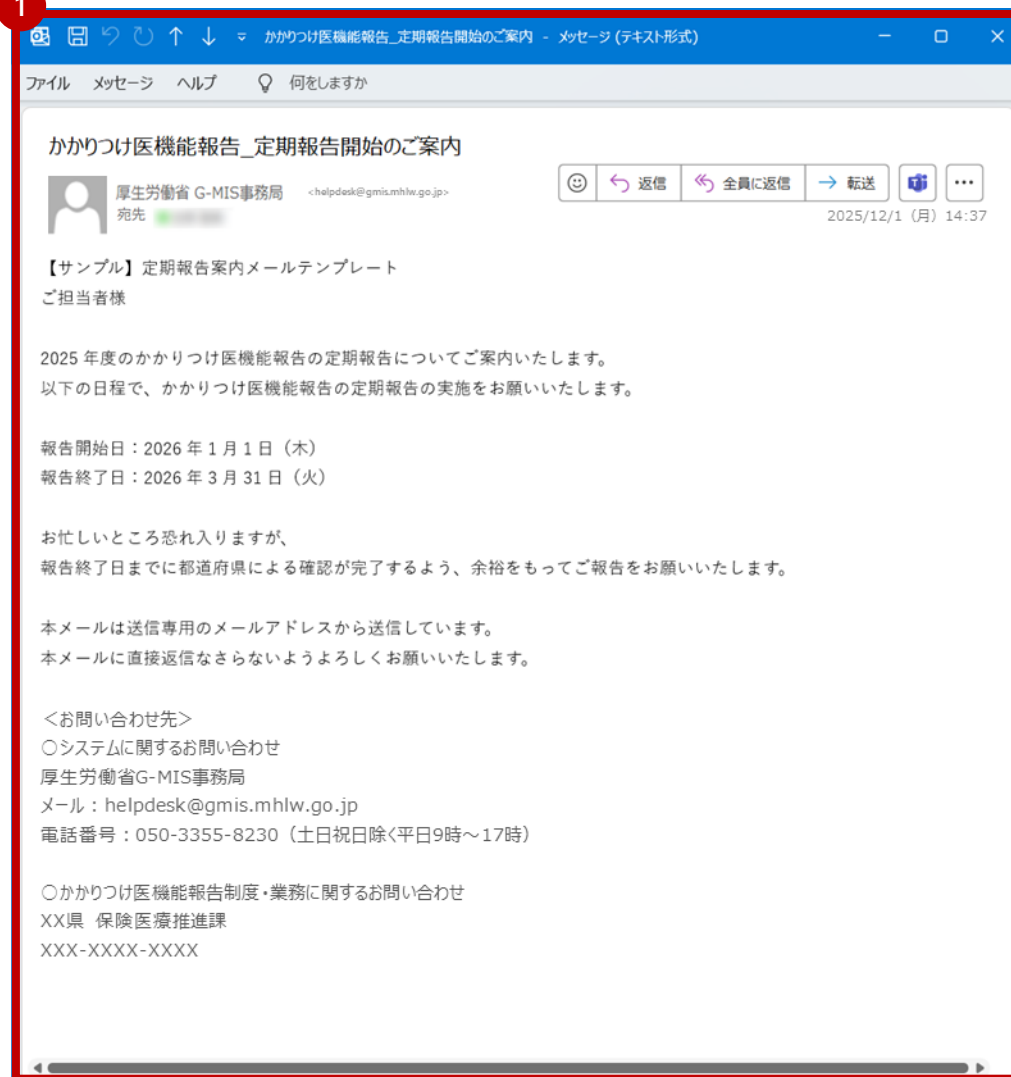 1
かかりつけ医機能報告_定期報告開始のご案内 - メッセージ (テキスト形式)
ファイル メッセージ ヘルプ 何をしますか
かかりつけ医機能報告_定期報告開始のご案内
厚生労働省 G-MIS事務局 <helpdesk@gmis.mhlw.go.jp>
宛先
返信 全員に返信 転送
2025/12/1 (月) 14:37
【サンプル】定期報告案内メールテンプレート
ご担当者様
2025 年度のかかりつけ医機能報告の定期報告についてご案内いたします。
以下の日程で、かかりつけ医機能報告の定期報告の実施をお願いいたします。
報告開始日：2026 年 1 月 1 日（木）
報告終了日：2026 年 3 月 31 日（火）
お忙しいところ恐れ入りますが、
報告終了日までに都道府県による確認が完了するよう、余裕をもってご報告をお願いいたします。
本メールは送信専用のメールアドレスから送信しています。
本メールに直接返信なさらないようよろしくお願いいたします。
＜お問い合わせ先＞
○システムに関するお問い合わせ
厚生労働省G-MIS事務局
メール：helpdesk@gmis.mhlw.go.jp
電話番号：050-3355-8230（土日祝日除く平日9時～17時）
○かかりつけ医機能報告制度・業務に関するお問い合わせ
XX県 保険医療推進課
XXX-XXXX-XXXX